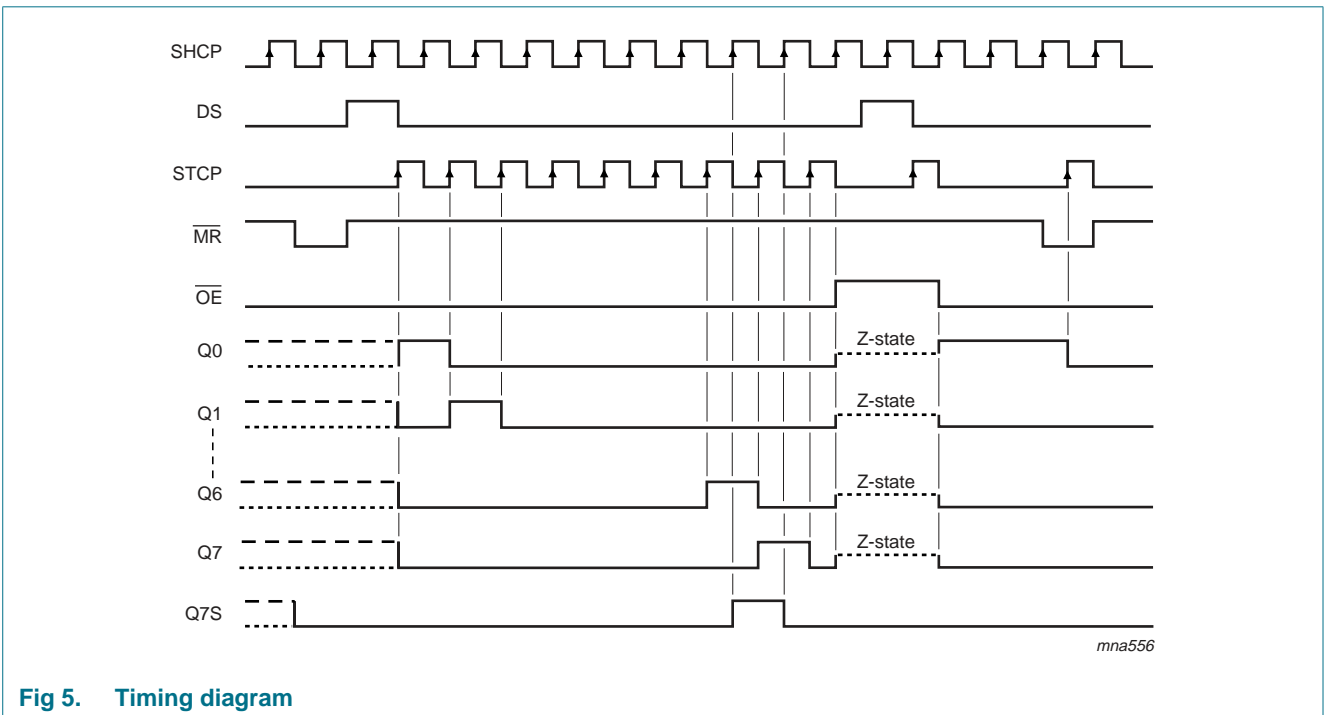 SHCP
DS
STCP
MR
OE
Q0
Z-state
Q1
Z-state
Q6
Z-state
Q7
Z-state
Q7S
mna556
Fig 5. Timing diagram